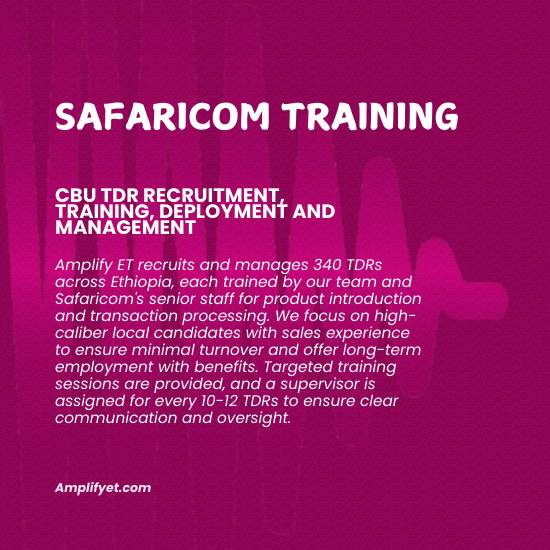 SAFARICOM TRAINING
CBU TDR RECRUITMENT,
TRAINING, DEPLOYMENT AND
MANAGEMENT
Amplify ET recruits and manages 340 TDRs
across Ethiopia, each trained by our team and
Safaricom's senior staff for product introduction
and transaction processing. We focus on high-
caliber local candidates with sales experience
to ensure minimal turnover and offer long-term
employment with benefits. Targeted training
sessions are provided, and a supervisor is
assigned for every 10-12 TDRs to ensure clear
communication and oversight.
Amplifyet.com